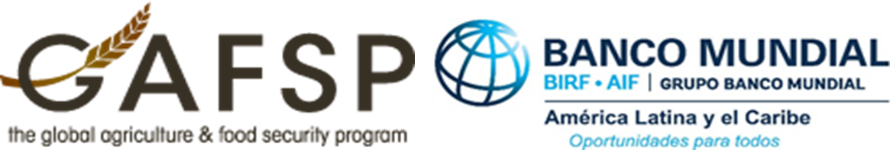 GAFSP
the global agriculture & food security program
BANCO MUNDIAL
BIRF • AIF | GRUPO BANCO MUNDIAL
América Latina y el Caribe
Oportunidades para todos